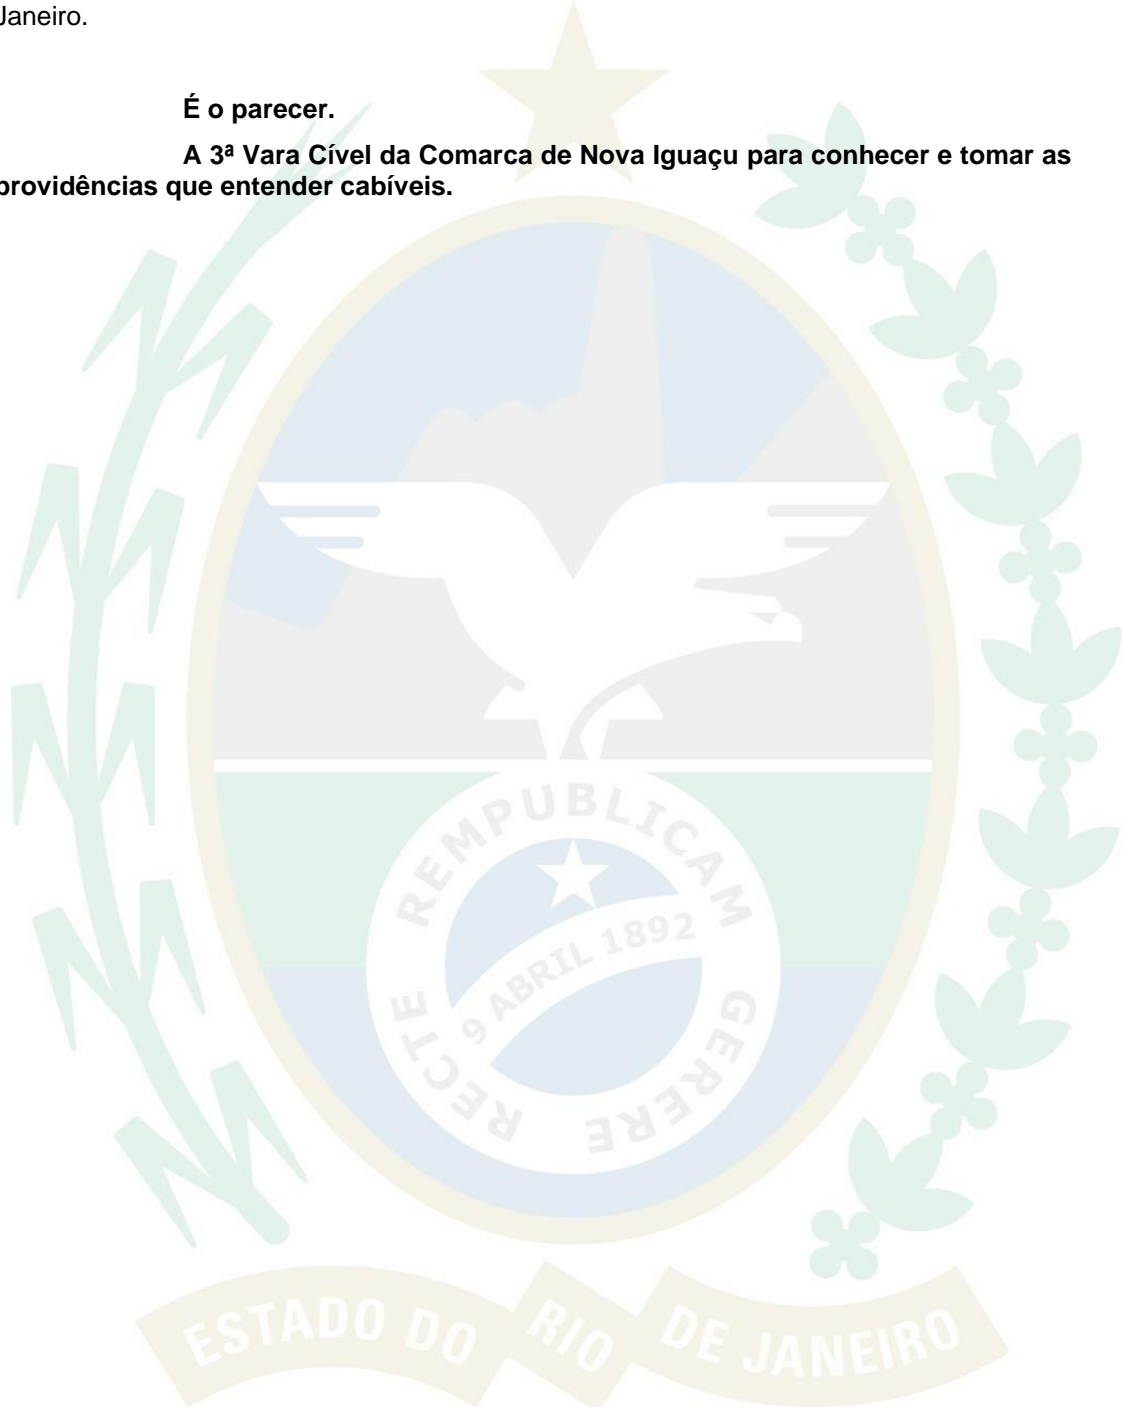 Janeiro.
É o parecer.
A 3ª Vara Cível da Comarca de Nova Iguaçu para conhecer e tomar as
providências que entender cabíveis.
RECTE REMPUBLICAM GERERE
9 ABRIL 1892
ESTADO DO RIO DE JANEIRO